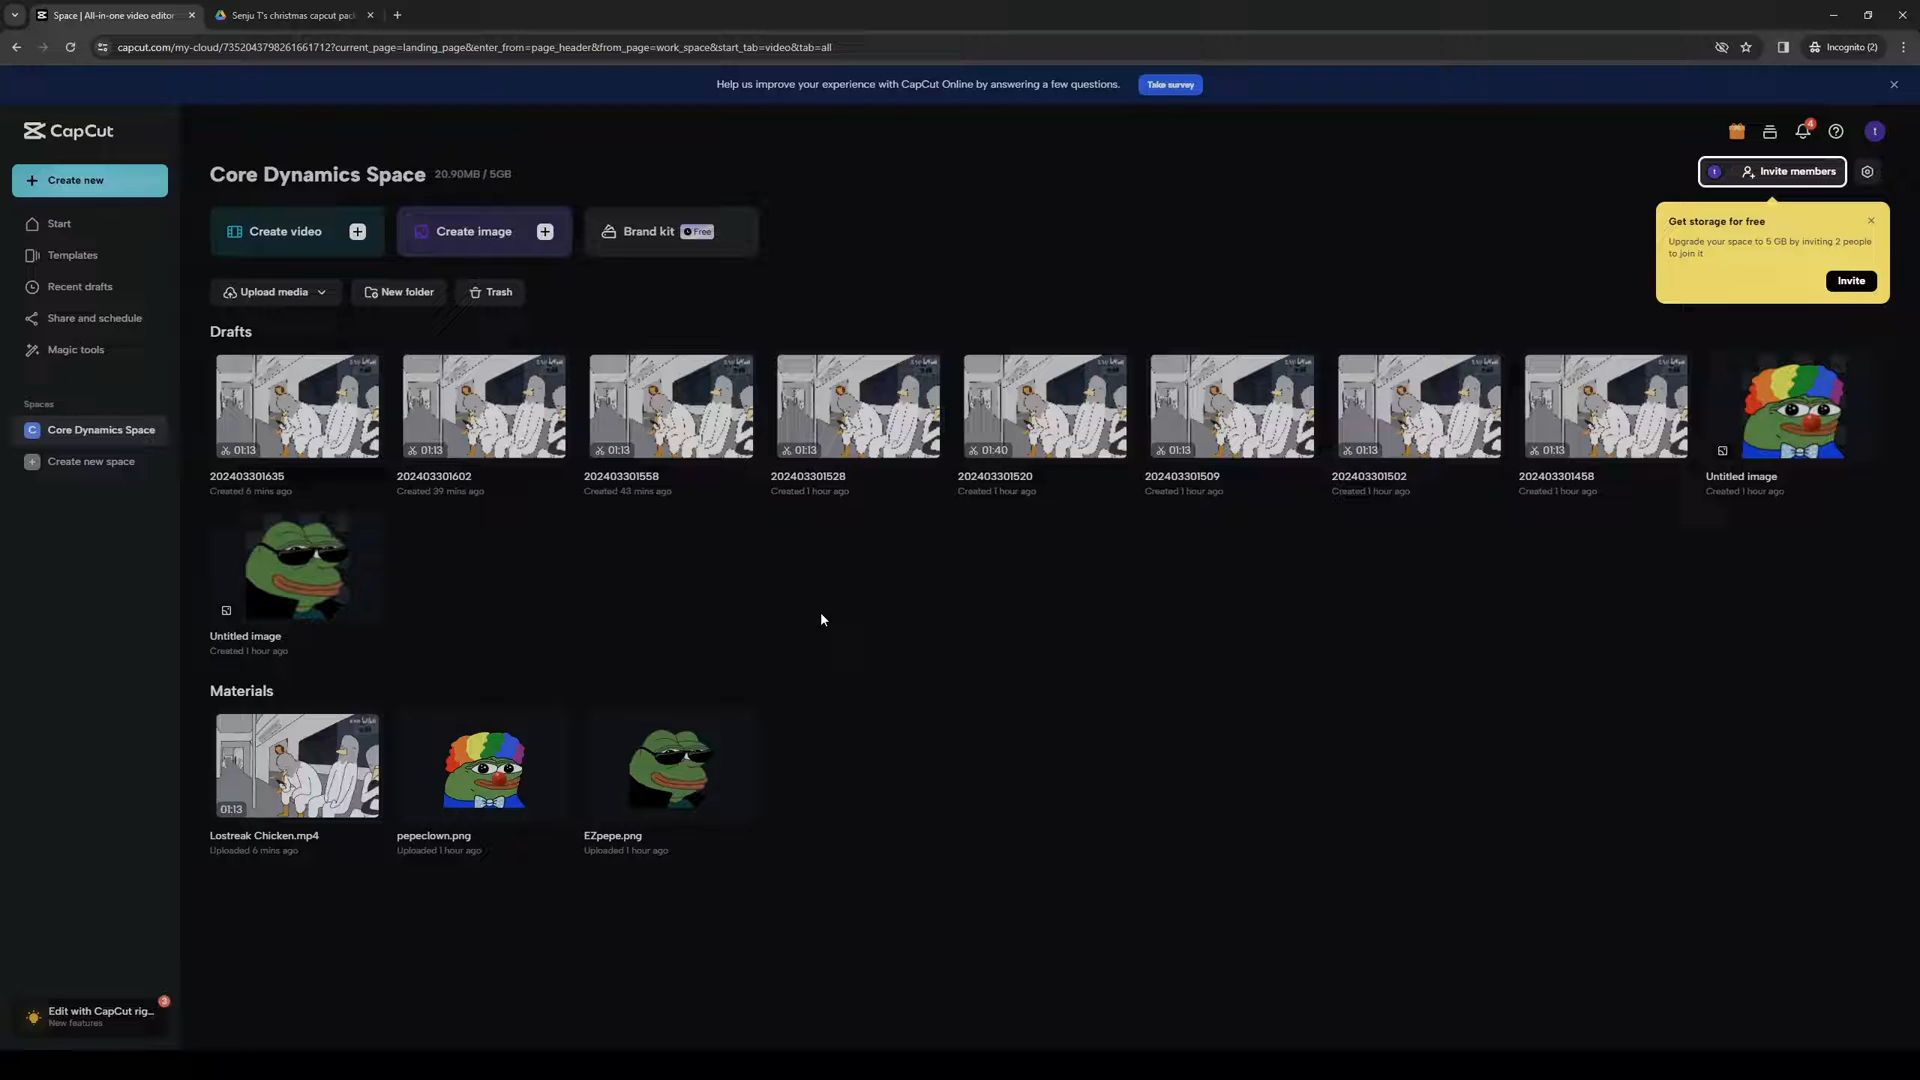 Space | All-in-one video editor
Senju T's christmas capcut pac
capcut.com/my-cloud/7352043798261661712?current_page=landing_page&enter_from=page_header&from_page=work_space&start_tab=video&tab=all
Incognito (2)
Help us improve your experience with CapCut Online by answering a few questions.
Take survey
CapCut
4
t
Create new
Core Dynamics Space
20.90MB / 5GB
t
Invite members
Start
Templates
Recent drafts
Share and schedule
Magic tools
Create video
Create image
Brand kit
Free
Get storage for free
Upgrade your space to 5 GB by inviting 2 people
to join it
Invite
Upload media
New folder
Trash
Drafts
01:13
01:13
01:13
01:13
01:40
01:13
01:13
01:13
202403301635
202403301602
202403301558
202403301528
202403301520
202403301509
202403301502
202403301458
Untitled image
Created 6 mins ago
Created 39 mins ago
Created 43 mins ago
Created 1 hour ago
Created 1 hour ago
Created 1 hour ago
Created 1 hour ago
Created 1 hour ago
Created 1 hour ago
Spaces
C
Core Dynamics Space
Create new space
Untitled image
Created 1 hour ago
Materials
01:13
Lostreak Chicken.mp4
pepeclown.png
EZpepe.png
Uploaded 6 mins ago
Uploaded 1 hour ago
Uploaded 1 hour ago
3
Edit with CapCut rig...
New features